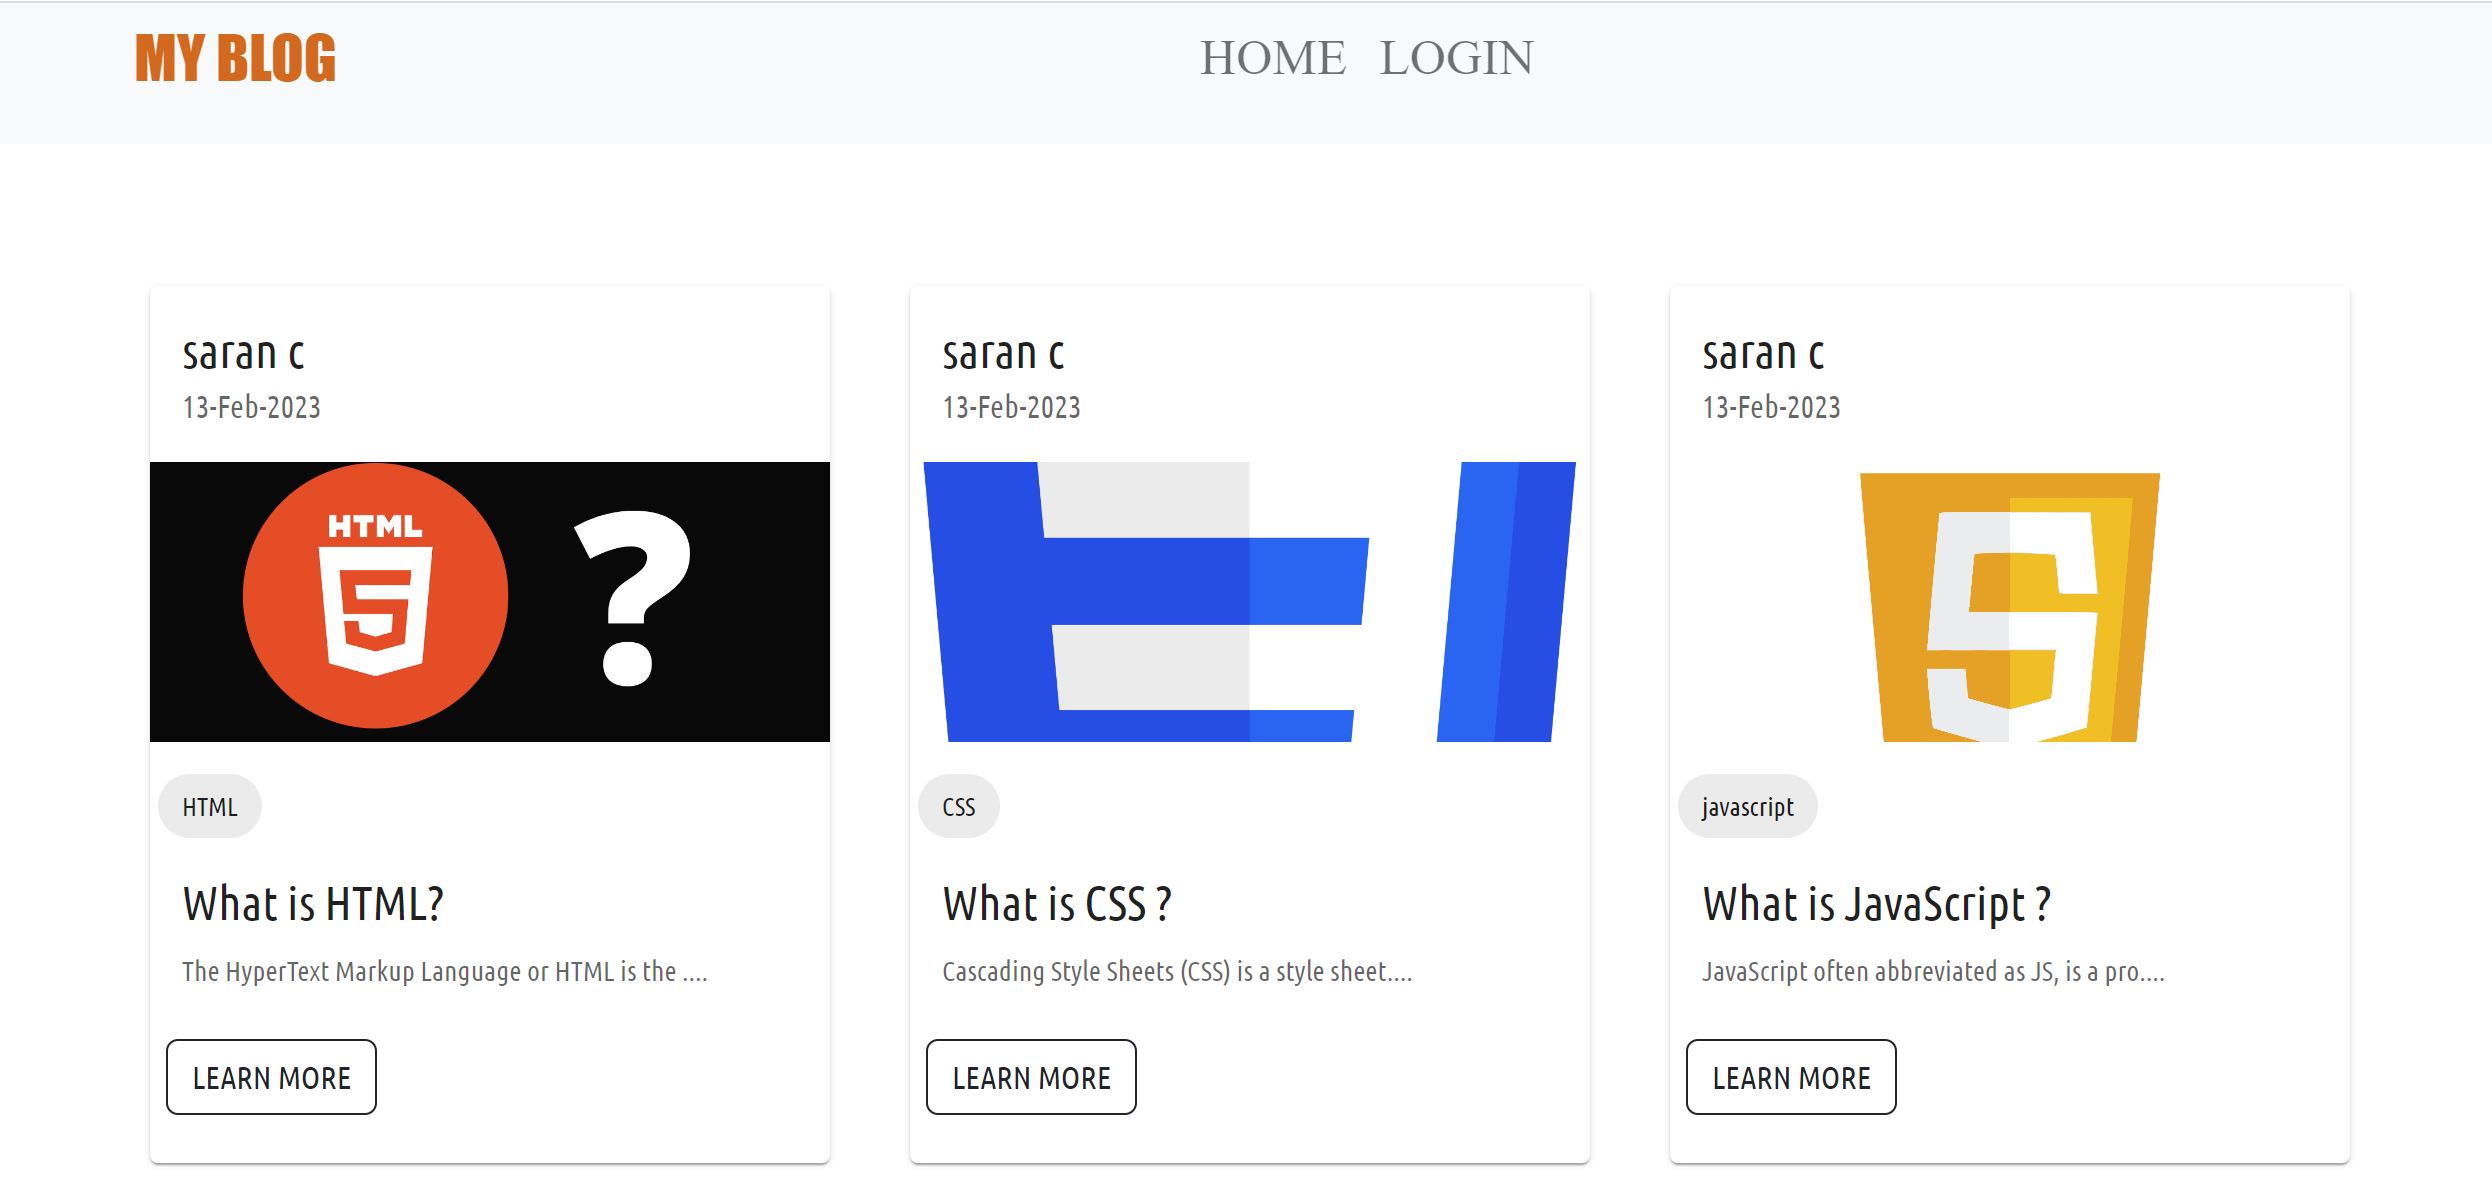 MY BLOG HOME LOGIN
saran c
13-Feb-2023
HTML
?
HTML
What is HTML?
The HyperText Markup Language or HTML is the ....
LEARN MORE
saran c
13-Feb-2023
CSS
What is CSS ?
Cascading Style Sheets (CSS) is a style sheet....
LEARN MORE
saran c
13-Feb-2023
javascript
What is JavaScript ?
JavaScript often abbreviated as JS, is a pro....
LEARN MORE